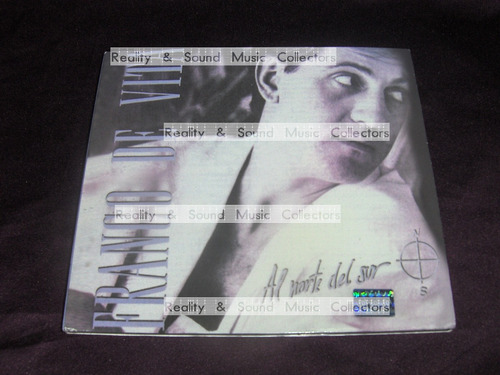 Reality & Sound Music Collectors
FRANCO DE VITA
Reality & Sound Music Collectors
Reality & Sound Music Collectors
N
Al norte del sur
S
Reality & Sound Music Collectors